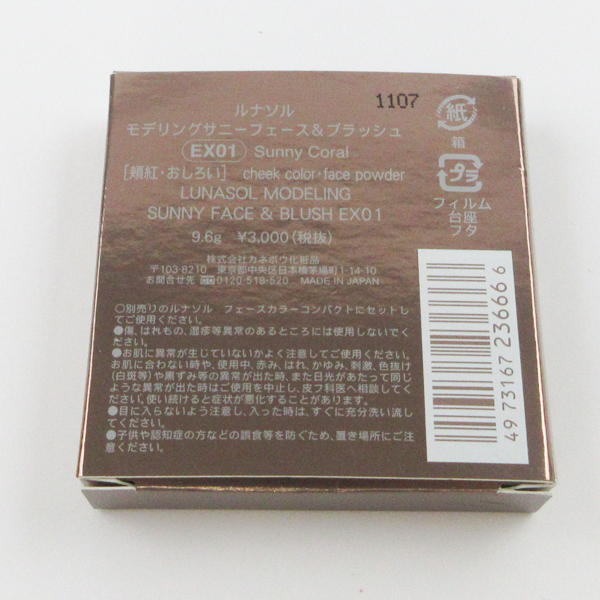 1107
ルナソル
モデリングサニーフェース&ブラッシュ
EX01 Sunny Coral
［頬紅・おしろい］ cheek color・face powder
LUNASOL MODELING
SUNNY FACE & BLUSH EX01
9.6g ¥3,000(税抜)
株式会社カネボウ化粧品
〒103-8210 東京都中央区日本橋茅場町1-14-10
お問合せ先 0120-518-520 MADE IN JAPAN
○別売りのルナソル フェースカラーコンパクトにセットし
てご使用ください。
●傷、はれもの、湿疹等異常のあるところには使用しないでく
ださい。
●お肌に異常が生じていないかよく注意してご使用ください。
お肌に合わない時や、使用中、赤み、はれ、かゆみ、刺激、色抜け
(白斑等)や黒ずみ等の異常が出た時、また日光があたって同じ
ような異常が出た時はご使用を中止し、皮フ科医へ相談してく
ださい。使い続けると症状が悪化することがあります。
●目に入らないよう注意し、入った時は、すぐに充分洗い流し
てください。
●子供や認知症の方などの誤食等を防ぐため、置き場所にご注
意ください。
紙
箱
プラ
フィルム
台座
フタ
4973167236666